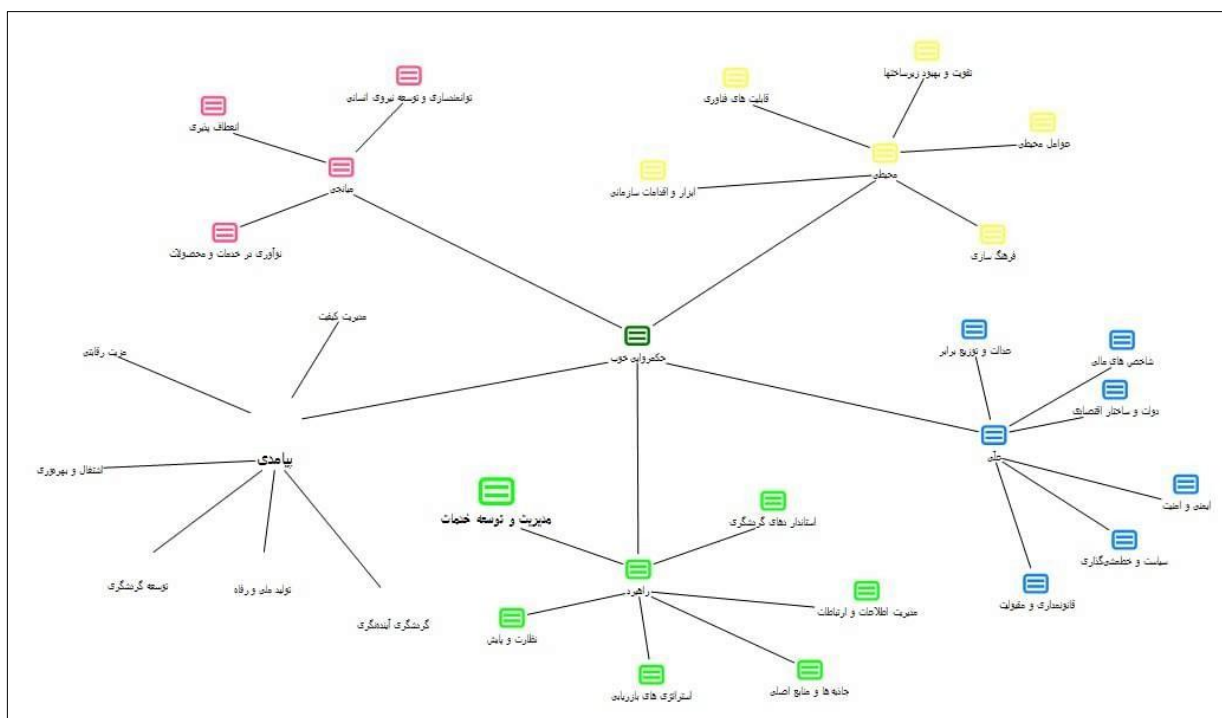 تقویت و بهبود زیرساختها
توانمندسازی و توسعه نیروی انسانی
قابلیت های فناوری
انعطاف پذیری
عوامل محیطی
محیطی
میانجی
ابزار و اقدامات سازمانی
نوآوری در خدمات و محصولات
فرهنگ سازی
مدیریت کیفیت
مزیت رقابتی
حکمروایی خوب
عدالت و توزیع برابر
شاخص های مالی
دولت و ساختار اقتصادی
علّی
پیامدی
اشتغال و بهره‌وری
ایمنی و امنیت
مدیریت و توسعه خدمات
استاندار دهای گردشگری
سیاست و خط‌مشی‌گذاری
توسعه گردشگری
تولید ملی و رفاه
راهبرد
قانونمداری و مقبولیت
مدیریت اطلاعات و ارتباطات
گردشگری آینده‌نگری
نظارت و پایش
استراتژی های بازریابی
جاذبه ها و منابع اصلی